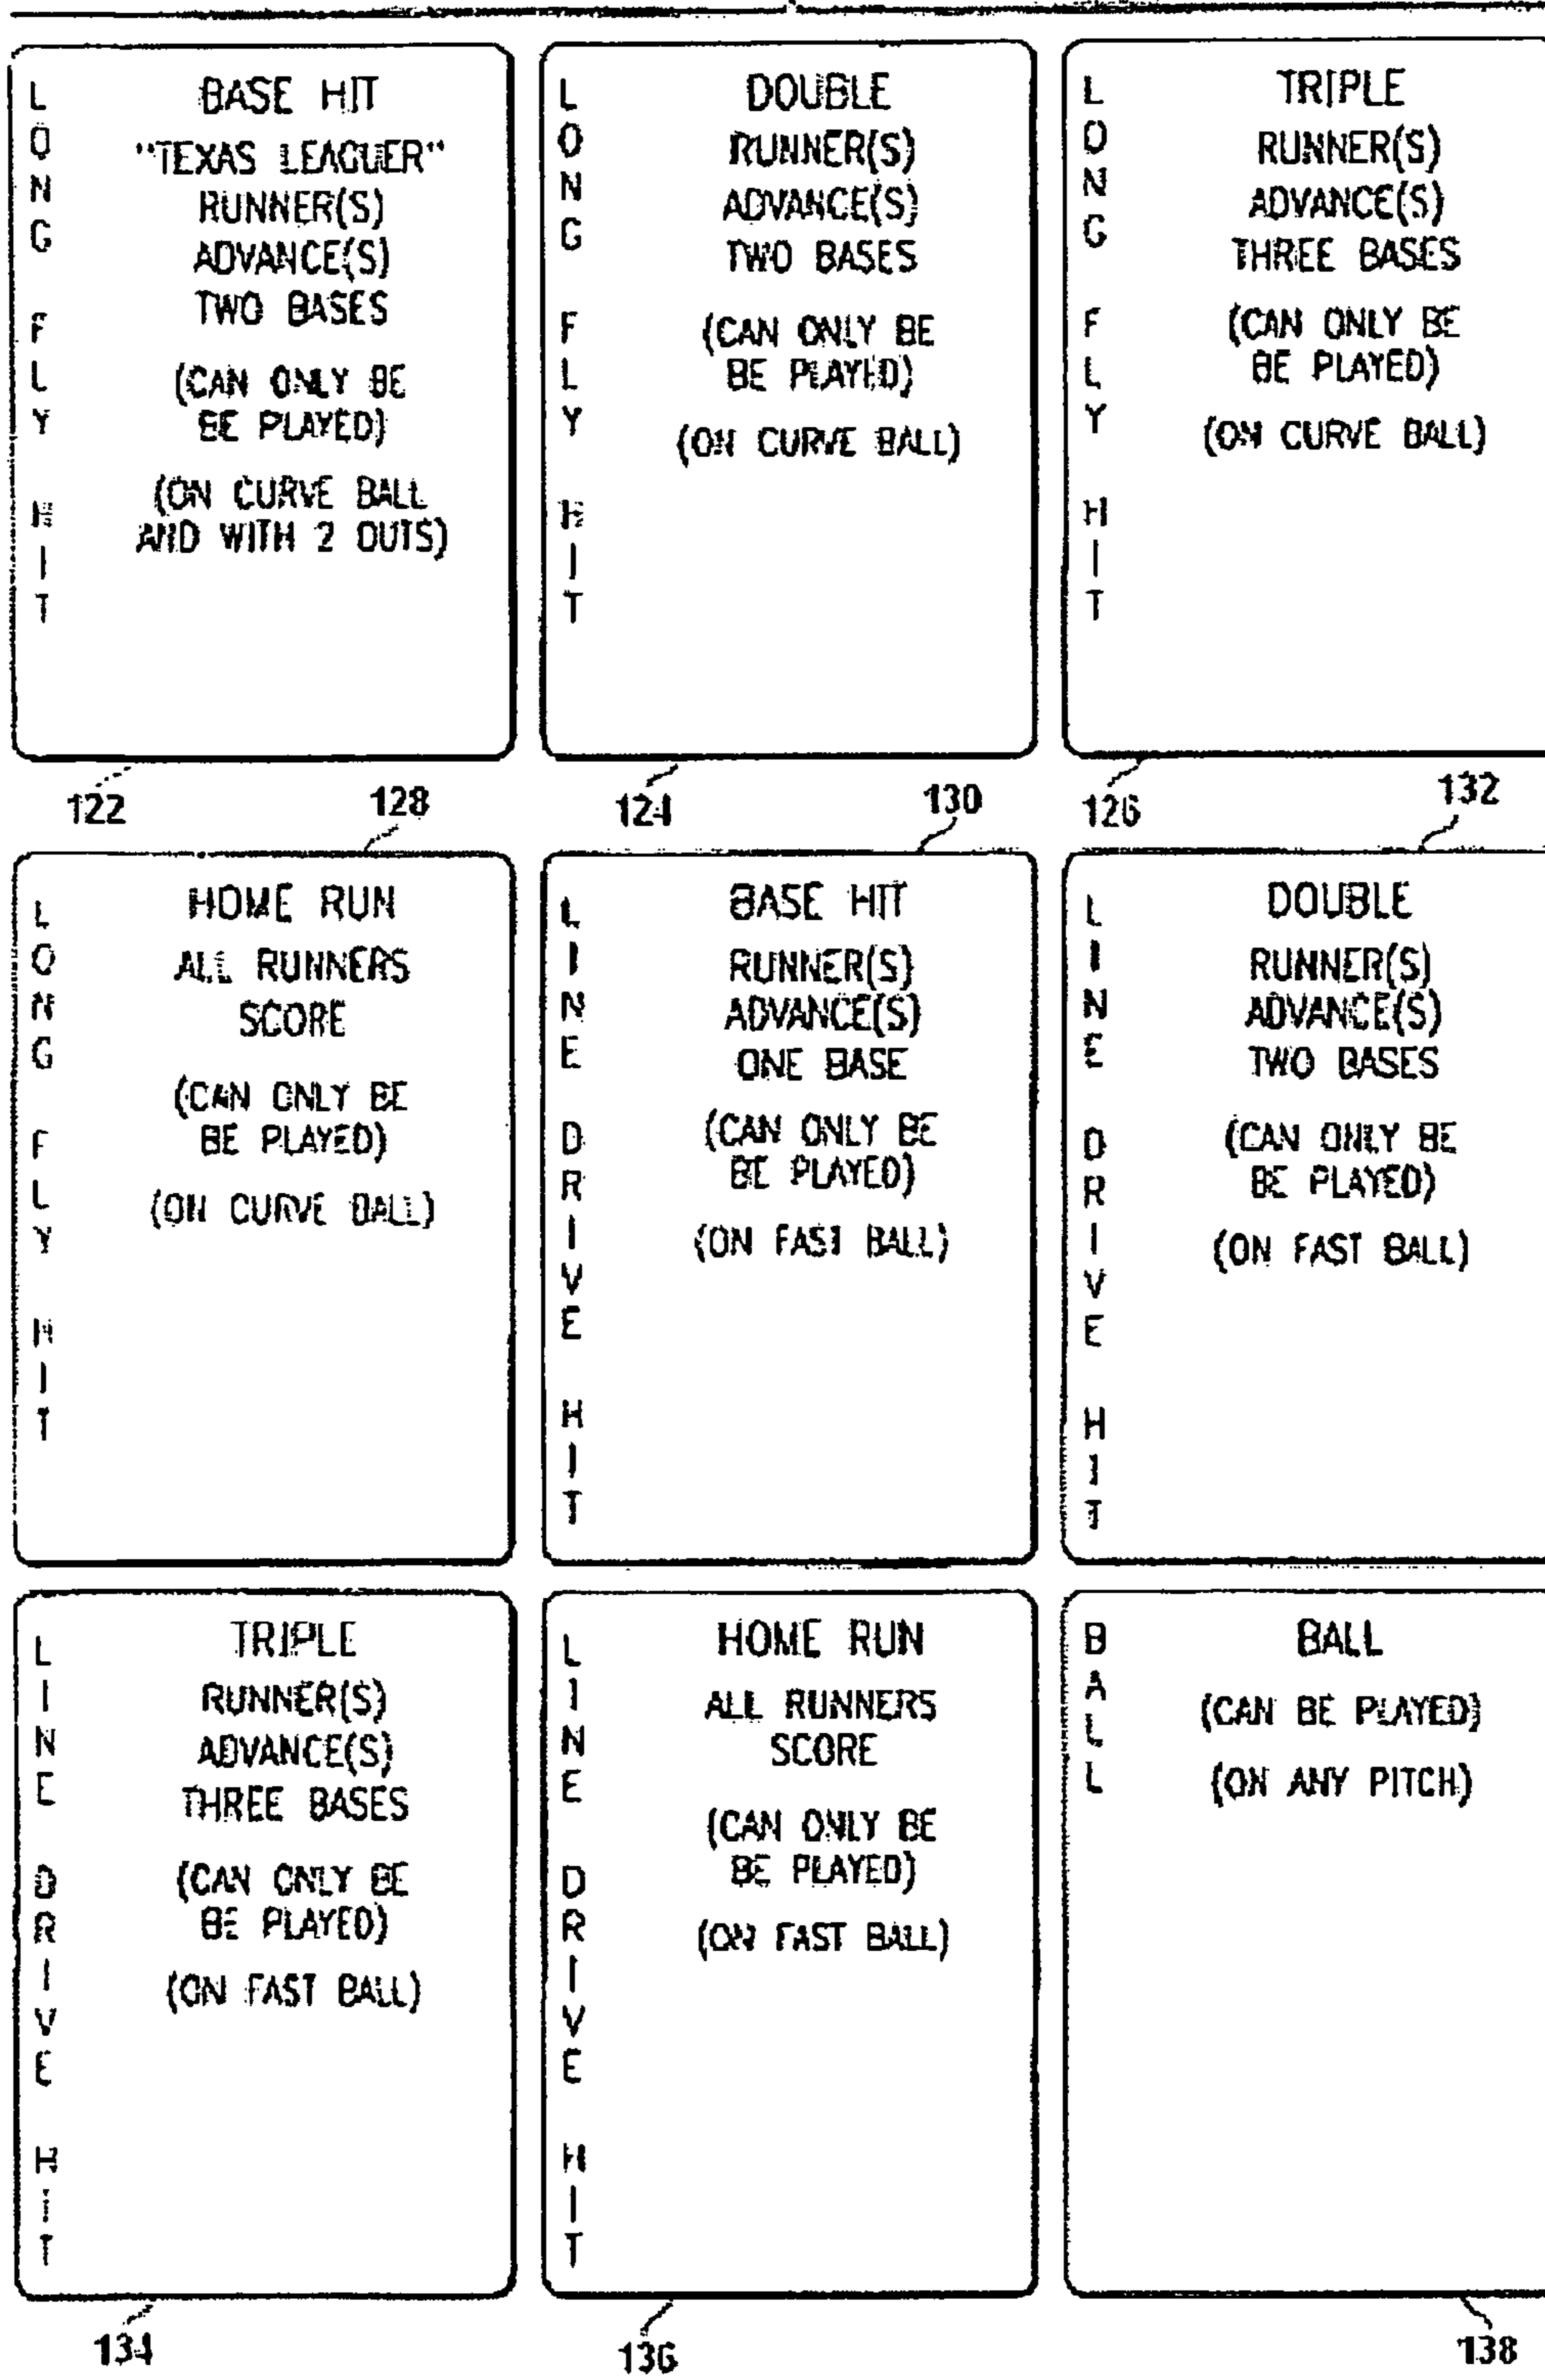 LONG FLY HIT
BASE HIT
"TEXAS LEAGUER"
RUNNER(S)
ADVANCE(S)
TWO BASES
(CAN ONLY BE
BE PLAYED)
(ON CURVE BALL
AND WITH 2 OUTS)
122
LONG FLY HIT
DOUBLE
RUNNER(S)
ADVANCE(S)
TWO BASES
(CAN ONLY BE
BE PLAYED)
(ON CURVE BALL)
124
LONG FLY HIT
TRIPLE
RUNNER(S)
ADVANCE(S)
THREE BASES
(CAN ONLY BE
BE PLAYED)
(ON CURVE BALL)
126
128
LONG FLY HIT
HOME RUN
ALL RUNNERS
SCORE
(CAN ONLY BE
BE PLAYED)
(ON CURVE BALL)
130
LINE DRIVE HIT
BASE HIT
RUNNER(S)
ADVANCE(S)
ONE BASE
(CAN ONLY BE
BE PLAYED)
(ON FAST BALL)
132
LINE DRIVE HIT
DOUBLE
RUNNER(S)
ADVANCE(S)
TWO BASES
(CAN ONLY BE
BE PLAYED)
(ON FAST BALL)
LINE DRIVE HIT
TRIPLE
RUNNER(S)
ADVANCE(S)
THREE BASES
(CAN ONLY BE
BE PLAYED)
(ON FAST BALL)
134
LINE DRIVE HIT
HOME RUN
ALL RUNNERS
SCORE
(CAN ONLY BE
BE PLAYED)
(ON FAST BALL)
136
BALL
BALL
(CAN BE PLAYED)
(ON ANY PITCH)
138